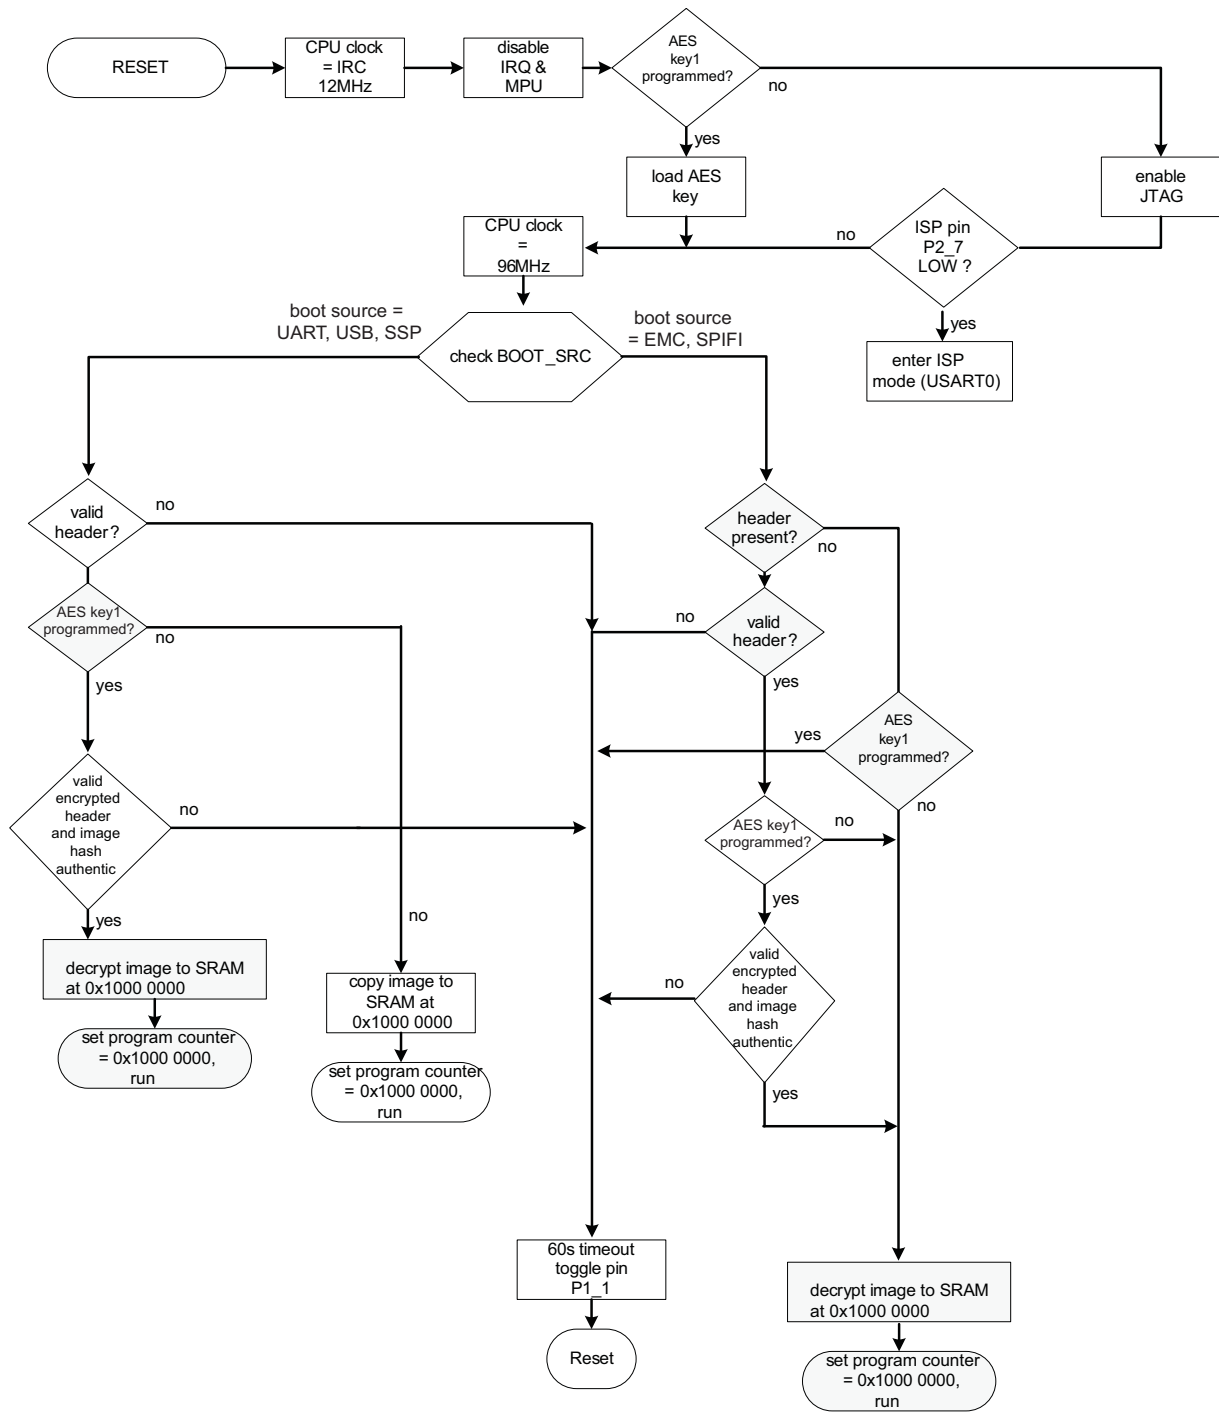 RESET
CPU clock
= IRC
12MHz
disable
IRQ &
MPU
AES
key1
programmed?
no
yes
load AES
key
enable
JTAG
CPU clock
=
96MHz
no
ISP pin
P2_7
LOW ?
yes
enter ISP
mode (USART0)
boot source =
UART, USB, SSP
check BOOT_SRC
boot source
= EMC, SPIFI
valid
header?
no
header
present?
no
AES key1
programmed?
no
yes
no
valid
header?
yes
yes
AES
key1
programmed?
no
valid
encrypted
header
and image
hash
authentic
no
yes
AES key1
programmed?
no
yes
no
decrypt image to SRAM
at 0x1000 0000
set program counter
= 0x1000 0000,
run
copy image to
SRAM at
0x1000 0000
set program counter
= 0x1000 0000,
run
no
valid
encrypted
header
and image
hash
authentic
yes
60s timeout
toggle pin
P1_1
Reset
decrypt image to SRAM
at 0x1000 0000
set program counter
= 0x1000 0000,
run